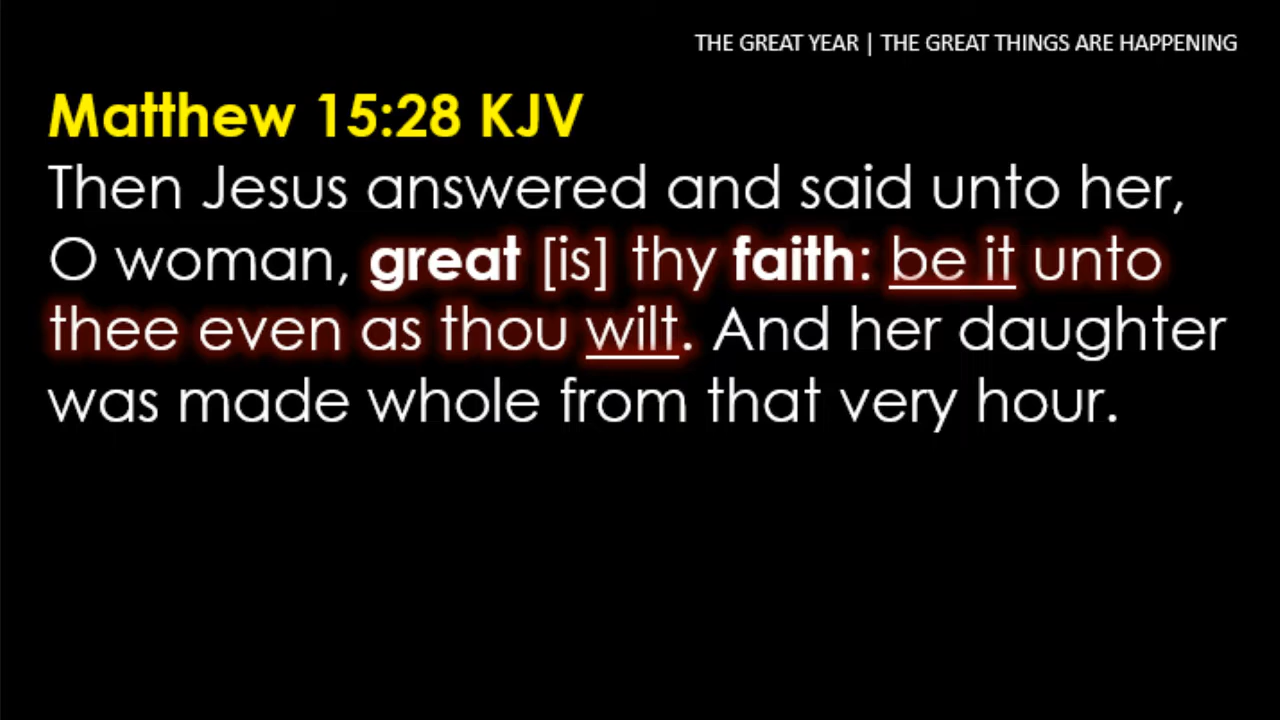 THE GREAT YEAR | THE GREAT THINGS ARE HAPPENING
Matthew 15:28 KJV
Then Jesus answered and said unto her,
O woman, great [is] thy faith: be it unto
thee even as thou wilt. And her daughter
was made whole from that very hour.